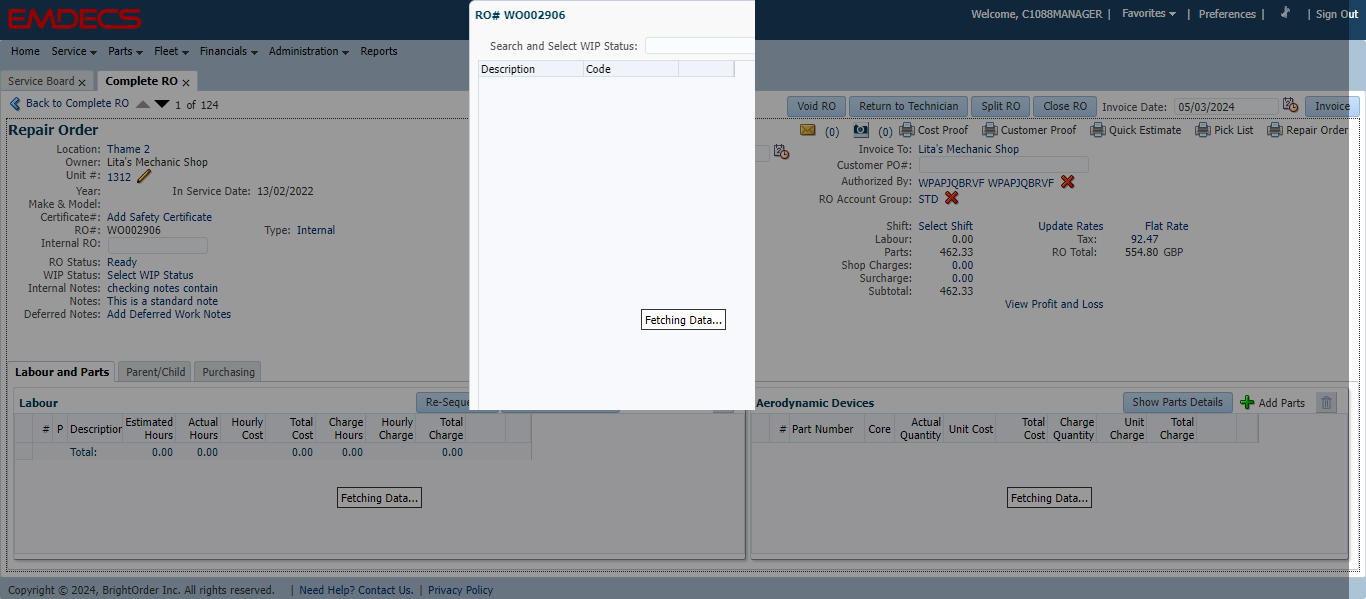 EMDECS
Welcome, C1088MANAGER | Favorites | Preferences | | Sign Out
Home Service Parts Fleet Financials Administration Reports
Service Board x Complete RO x
Back to Complete RO 1 of 124
Void RO Return to Technician Split RO Close RO Invoice Date: 05/03/2024 Invoice
RO# WO002906
Search and Select WIP Status:
Description Code
Fetching Data...
Repair Order
(0) (0) Cost Proof Customer Proof Quick Estimate Pick List Repair Order
Location: Thame 2
Owner: Lita's Mechanic Shop
Unit #: 1312
Year: In Service Date: 13/02/2022
Make & Model:
Certificate#: Add Safety Certificate
RO#: WO002906 Type: Internal
Internal RO:
RO Status: Ready
WIP Status: Select WIP Status
Internal Notes: checking notes contain
Notes: This is a standard note
Deferred Notes: Add Deferred Work Notes
Invoice To: Lita's Mechanic Shop
Customer PO#:
Authorized By: WPAPJQBRVF WPAPJQBRVF
RO Account Group: STD
Shift: Select Shift Update Rates Flat Rate
Labour: 0.00 Tax: 92.47
Parts: 462.33 RO Total: 554.80 GBP
Shop Charges: 0.00
Surcharge: 0.00
Subtotal: 462.33
View Profit and Loss
Labour and Parts Parent/Child Purchasing
Labour Re-Seque
# P Description Estimated Hours Actual Hours Hourly Cost Total Cost Charge Hours Hourly Charge Total Charge
Total: 0.00 0.00 0.00 0.00 0.00
Fetching Data...
Aerodynamic Devices Show Parts Details Add Parts
# Part Number Core Actual Quantity Unit Cost Total Cost Charge Quantity Unit Charge Total Charge
Fetching Data...
Copyright © 2024, BrightOrder Inc. All rights reserved. | Need Help? Contact Us. | Privacy Policy